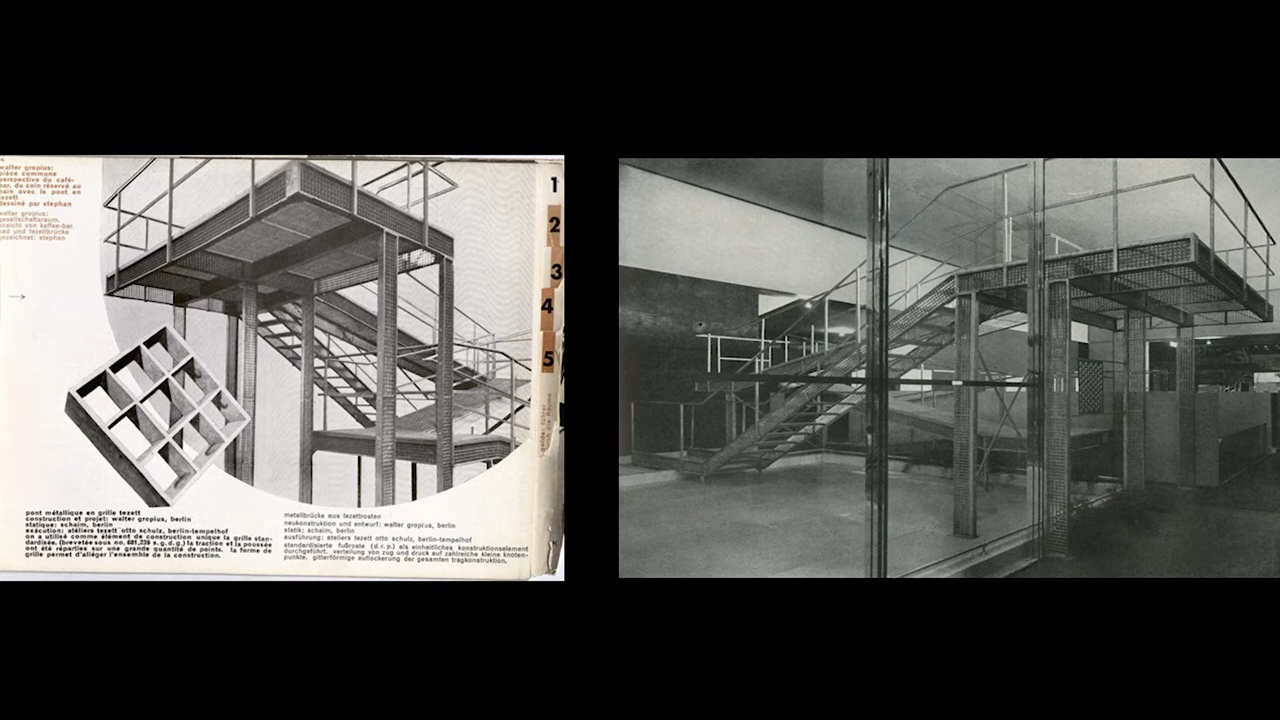 walter gropius:
pièce commune
perspective du café-
bar, du coin réservé au
bain avec le pont en
tezett
dessiné par stephan
walter gropius:
gesellschaftsraum,
ansicht von kaffee-bar,
bad und tezettbrücke
gezeichnet: stephan
1
2
3
4
5
pont métallique en grille tezett
construction et projet: walter gropius, berlin
statique: schaim, berlin
exécution: ateliers tezett otto schulz, berlin-tempelhof
on a utilisé comme élément de construction unique la grille stan-
dardisée. (brevetée sous no. 681,239 s. g. d. g.) la traction et la poussée
ont été réparties sur une grande quantité de points. la forme de
grille permet d'alléger l'ensemble de la construction.
metallbrücke aus tezettrosten
neukonstruktion und entwurf: walter gropius, berlin
statik: schaim, berlin
ausführung: ateliers tezett otto schulz, berlin-tempelhof
standardisierte fußroste (d. r. p.) als einheitliches konstruktionselement
durchgeführt. verteilung von zug und druck auf zahlreiche kleine knoten-
punkte. gitterförmige auflockerung der gesamten tragkonstruktion.